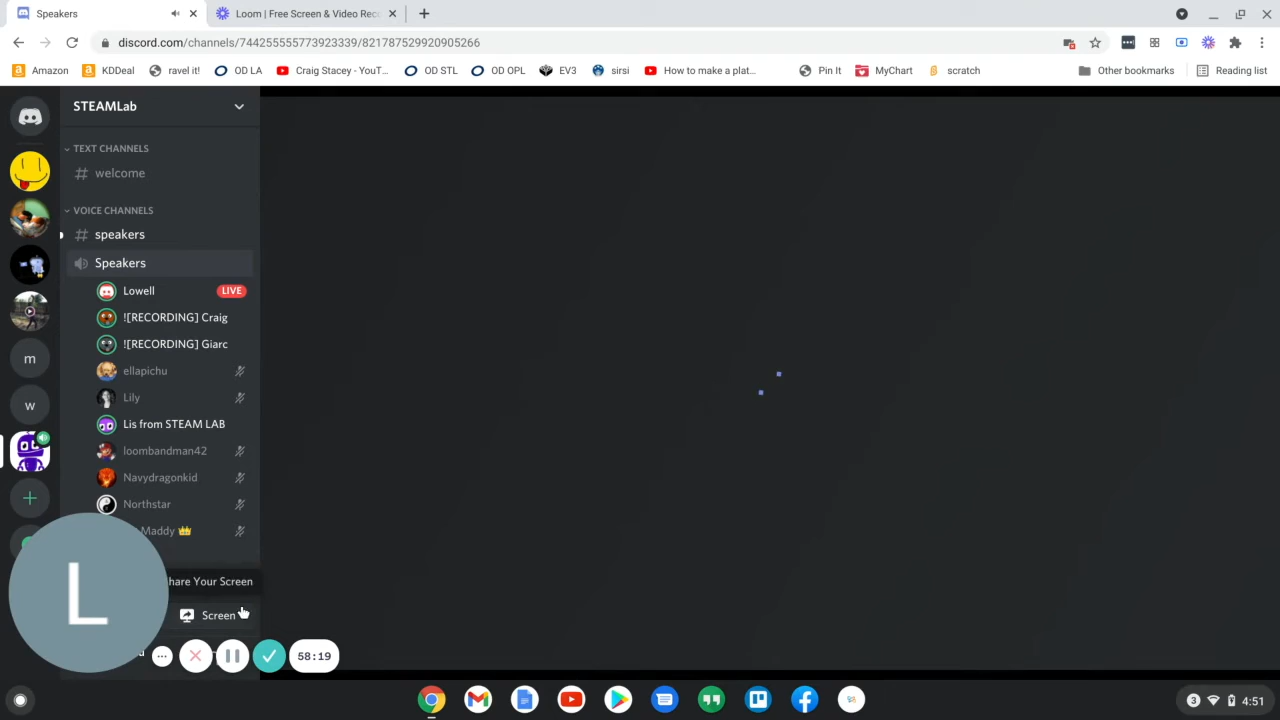 Speakers
Loom | Free Screen & Video Reco
discord.com/channels/744255555773923339/821787529920905266
Amazon
KDDeal
ravel it!
OD LA
Craig Stacey - YouT...
OD STL
OD OPL
EV3
sirsi
How to make a plat...
Pin It
MyChart
scratch
Other bookmarks
Reading list
STEAMLab
TEXT CHANNELS
# welcome
VOICE CHANNELS
# speakers
Speakers
Lowell LIVE
![RECORDING] Craig
![RECORDING] Giarc
ellapichu
Lily
m
w
Lis from STEAM LAB
loombandman42
Navydragonkid
Northstar
Maddy
hare Your Screen
L
Screen
58:19
3
4:51